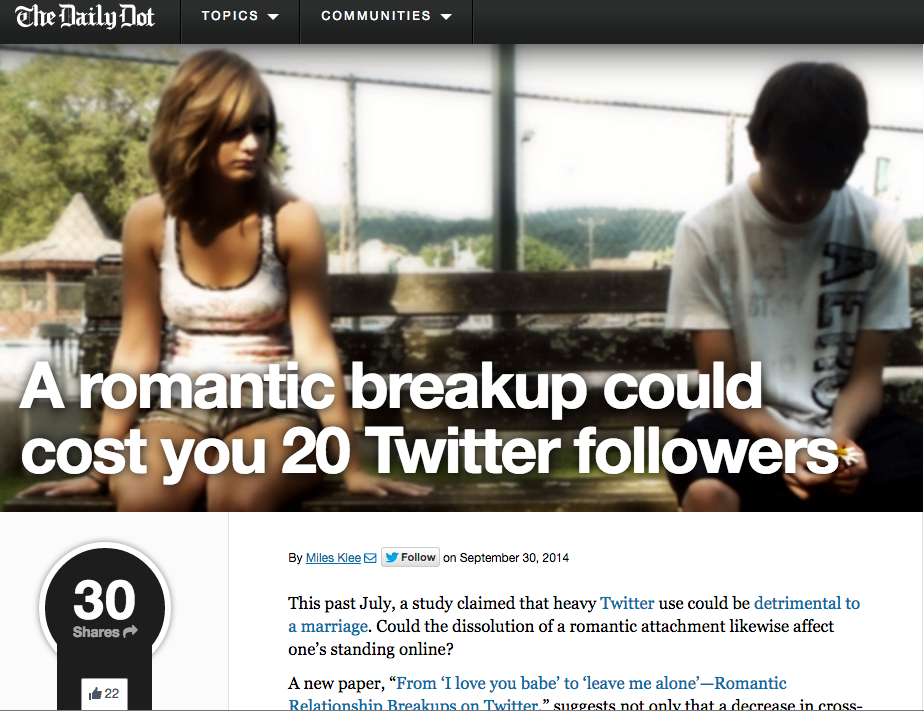 The Daily Dot
TOPICS
COMMUNITIES
AERO
A romantic breakup could
cost you 20 Twitter followers
30
Shares
22
By Miles Klee Follow on September 30, 2014
This past July, a study claimed that heavy Twitter use could be detrimental to
a marriage. Could the dissolution of a romantic attachment likewise affect
one's standing online?
A new paper, “From ‘I love you babe’ to ‘leave me alone’—Romantic
Relationship Breakups on Twitter,” suggests not only that a decrease in cross-